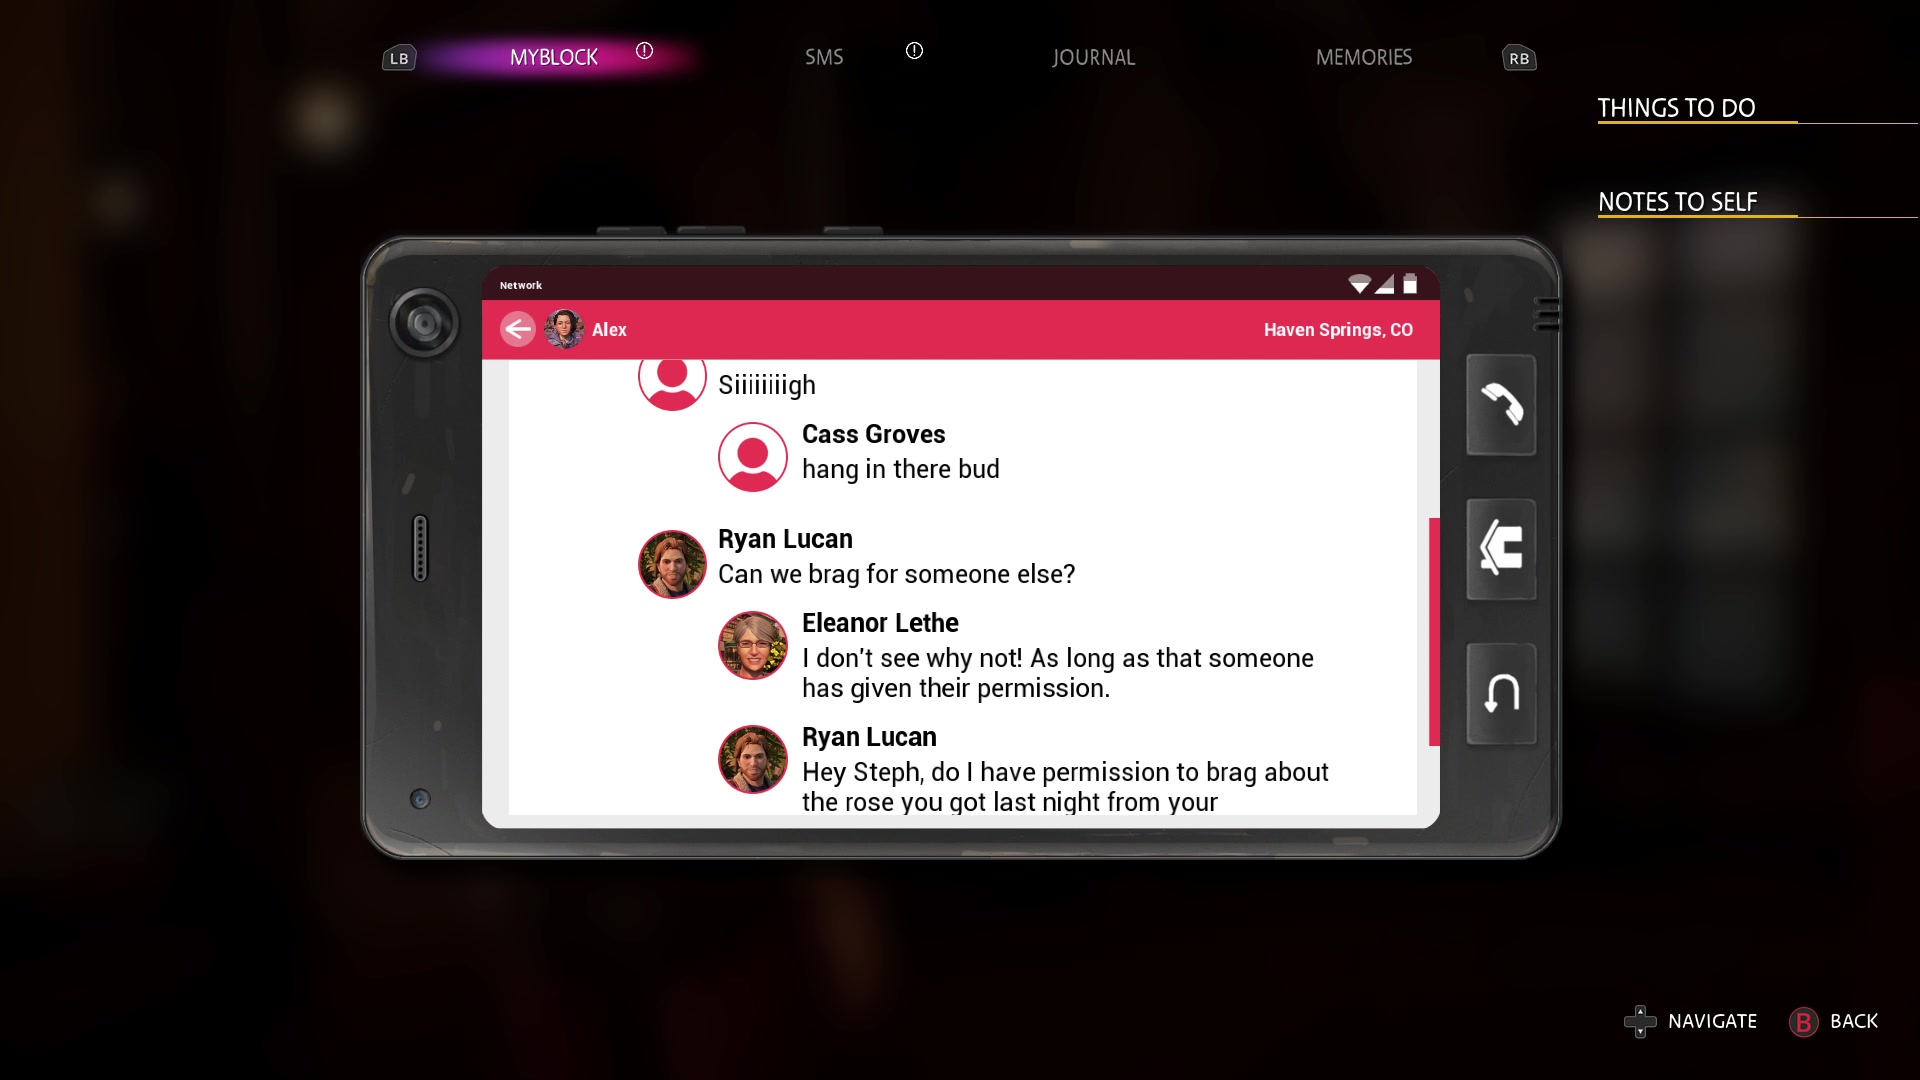 LB
MYBLOCK
SMS
JOURNAL
MEMORIES
RB
THINGS TO DO
NOTES TO SELF
Network
Alex
Haven Springs, CO
Siiiiiiigh
Cass Groves
hang in there bud
Ryan Lucan
Can we brag for someone else?
Eleanor Lethe
I don't see why not! As long as that someone
has given their permission.
Ryan Lucan
Hey Steph, do I have permission to brag about
the rose you got last night from your
NAVIGATE
B BACK